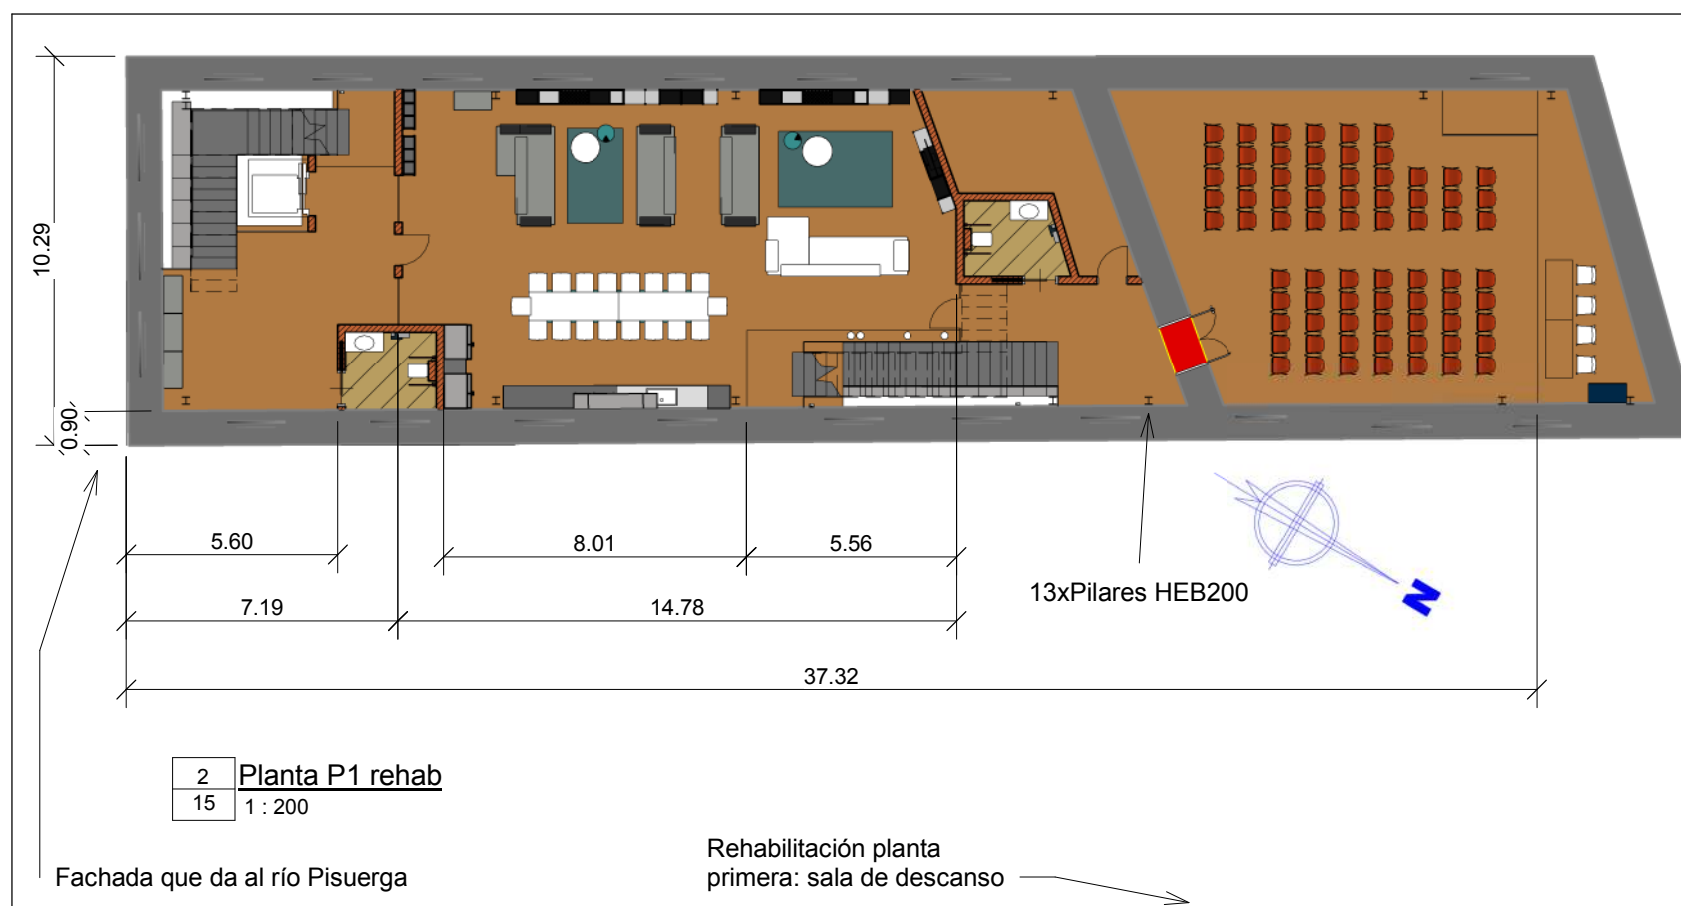 10.29
0.90
5.60
8.01
5.56
7.19
14.78
37.32
13xPilares HEB200
N
2
15
Planta P1 rehab
1 : 200
Fachada que da al río Pisuerga
Rehabilitación planta
primera: sala de descanso